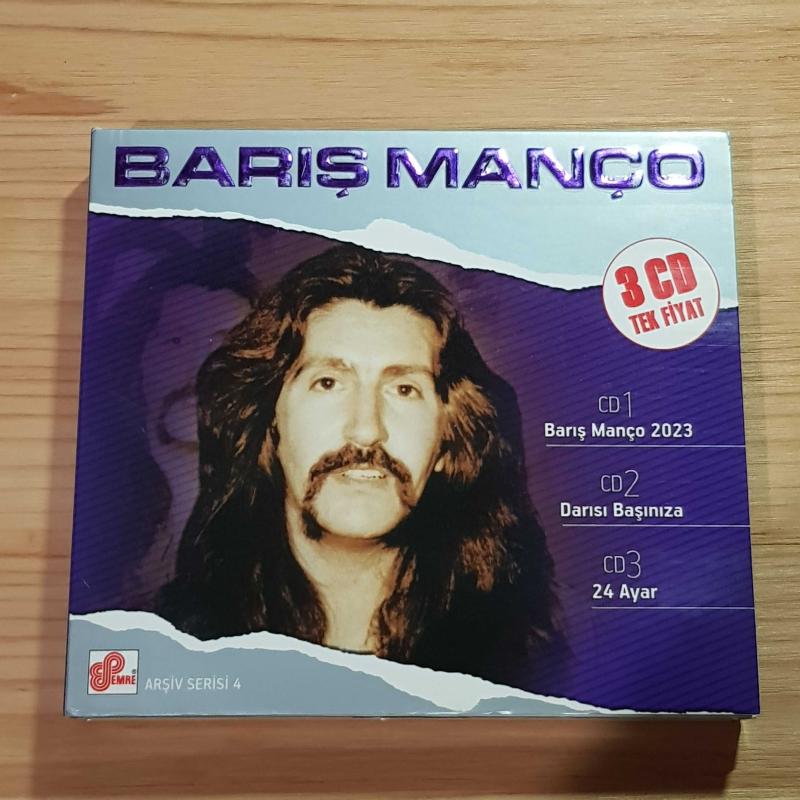 BARIŞ MANÇO
3 CD
TEK FİYAT
CD1
Barış Manço 2023
CD2
Darısı Başınıza
CD3
24 Ayar
EMRE®
ARŞİV SERİSİ 4